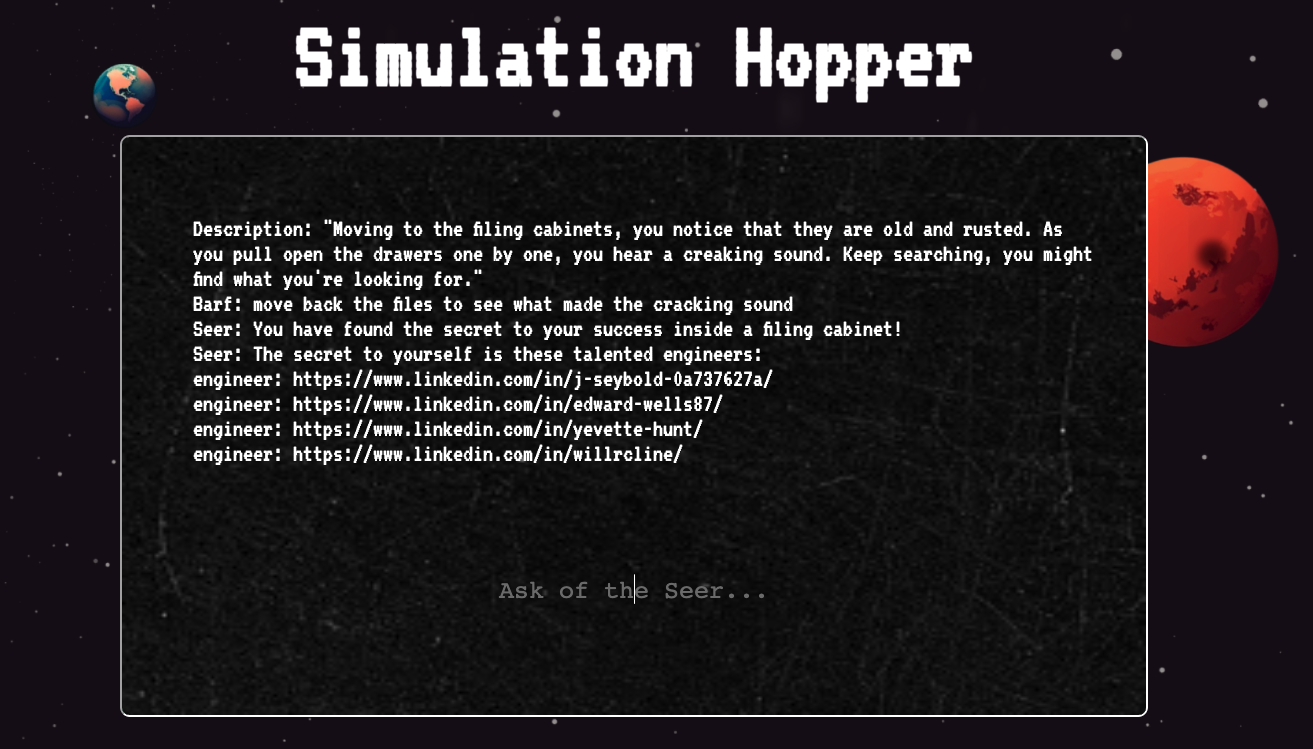 Simulation Hopper
Description: "Moving to the filing cabinets, you notice that they are old and rusted. As
you pull open the drawers one by one, you hear a creaking sound. Keep searching, you might
find what you're looking for."
Barf: move back the files to see what made the cracking sound
Seer: You have found the secret to your success inside a filing cabinet!
Seer: The secret to yourself is these talented engineers:
engineer: https://www.linkedin.com/in/j-seybold-0a737627a/
engineer: https://www.linkedin.com/in/edward-wells87/
engineer: https://www.linkedin.com/in/yevette-hunt/
engineer: https://www.linkedin.com/in/willrcline/
Ask of the Seer...